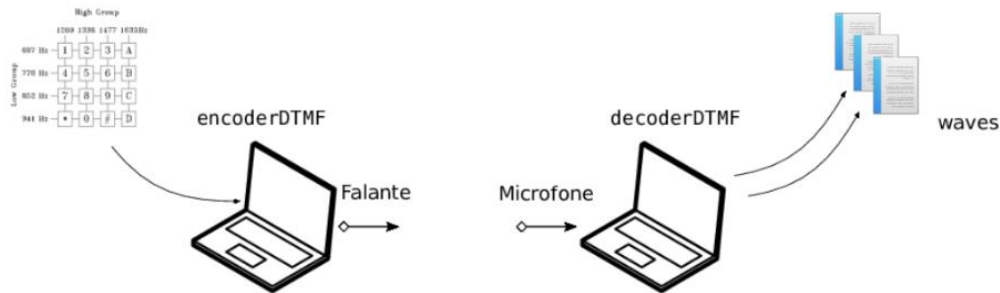 High Group
1209 1336 1477 1633Hz
Low Group
697 Hz 1 2 3 A
770 Hz 4 5 6 B
852 Hz 7 8 9 C
941 Hz * 0 # D
encoderDTMF
decoderDTMF
waves
Falante
Microfone